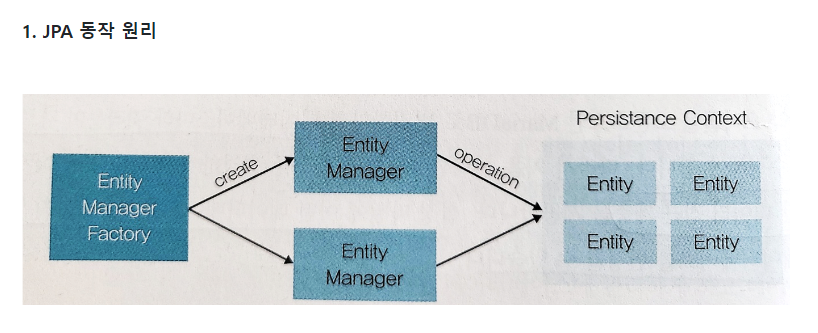 1. JPA 동작 원리
Persistance Context
Entity
Manager
Factory
create
Entity
Manager
Entity
Manager
operation
Entity
Entity
Entity
Entity